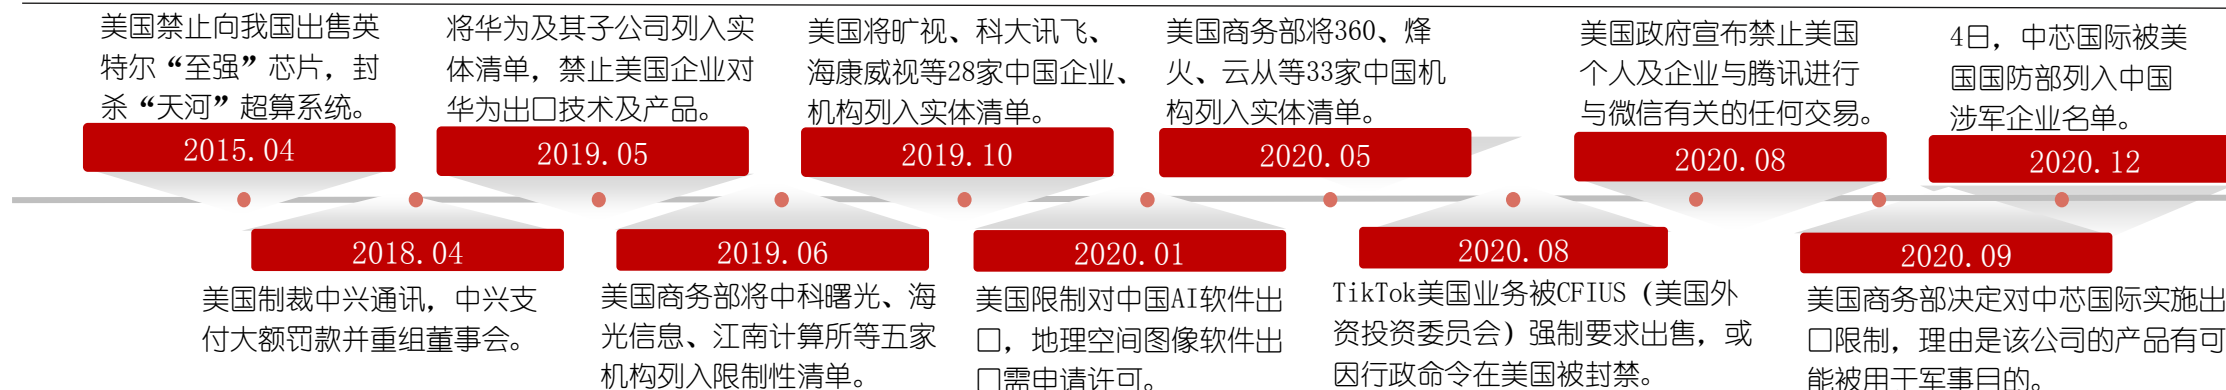 美国禁止向我国出售英
特尔“至强”芯片，封
杀“天河”超算系统。
2015.04
2018.04
美国制裁中兴通讯，中兴支
付大额罚款并重组董事会。
将华为及其子公司列入实
体清单，禁止美国企业对
华为出口技术及产品。
2019.05
2019.06
美国商务部将中科曙光、海
光信息、江南计算所等五家
机构列入限制性清单。
美国将旷视、科大讯飞、
海康威视等28家中国企业、
机构列入实体清单。
2019.10
2020.01
美国限制对中国AI软件出
口，地理空间图像软件出
口需申请许可。
美国商务部将360、烽
火、云从等33家中国机
构列入实体清单。
2020.05
2020.08
TikTok美国业务被CFIUS（美国外
资投资委员会）强制要求出售，或
因行政命令在美国被封禁。
美国政府宣布禁止美国
个人及企业与腾讯进行
与微信有关的任何交易。
2020.08
2020.09
美国商务部决定对中芯国际实施出
口限制，理由是该公司的产品有可
能被用于军事目的。
4日，中芯国际被美
国国防部列入中国
涉军企业名单。
2020.12